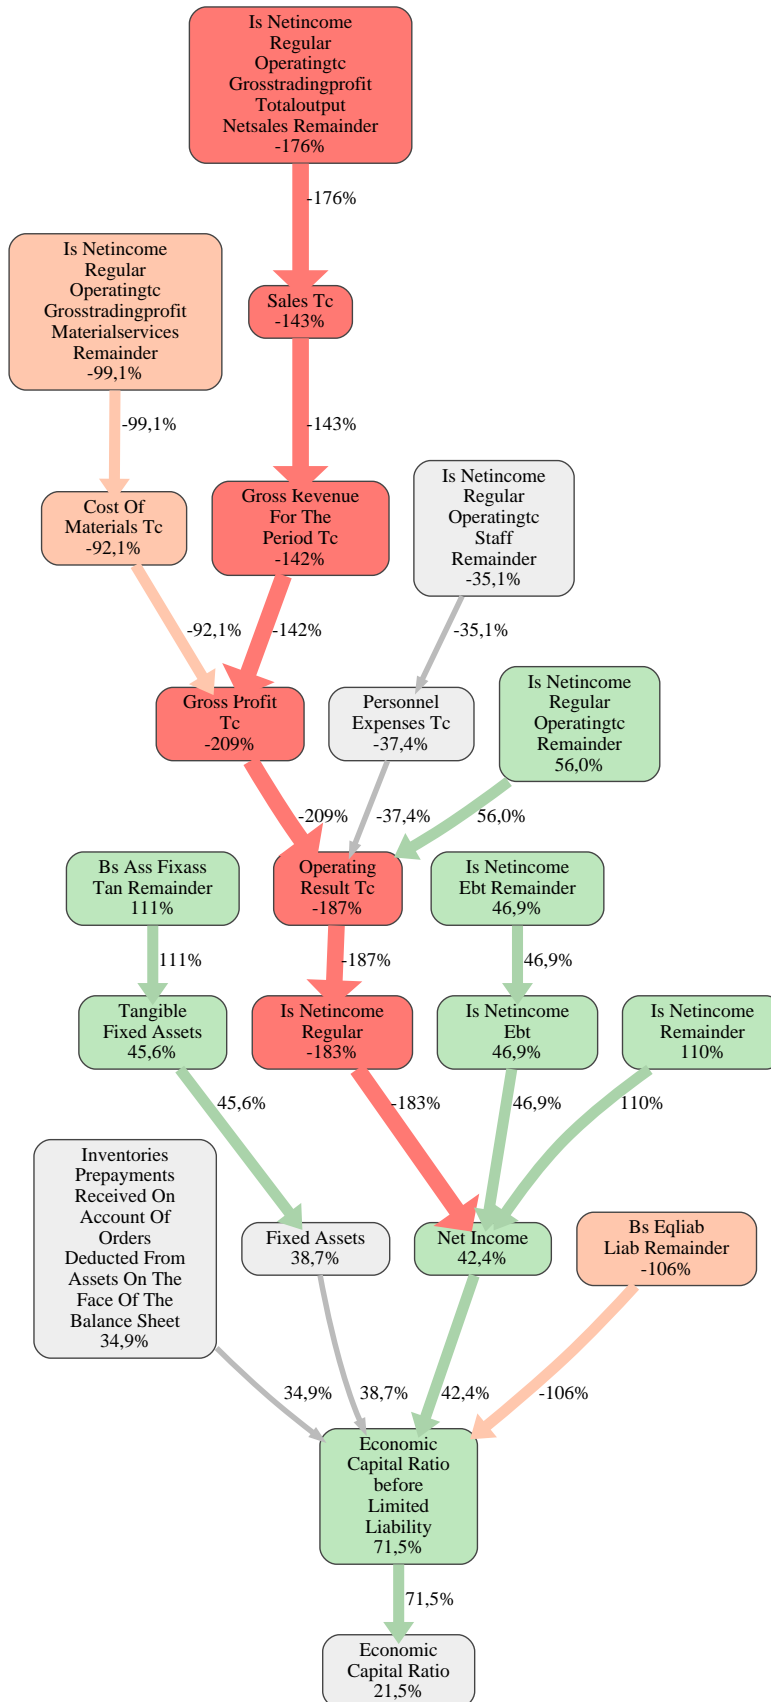 Is Netincome
Regular
Operatingtc
Grosstradingprofit
Totaloutput
Netsales Remainder
-176%
-176%
Is Netincome
Regular
Operatingtc
Grosstradingprofit
Materialservices
Remainder
-99,1%
Sales Tc
-143%
-99,1%
-143%
Cost Of
Materials Tc
-92,1%
Gross Revenue
For The
Period Tc
-142%
Is Netincome
Regular
Operatingtc
Staff
Remainder
-35,1%
-92,1%
-142%
-35,1%
Gross Profit
Tc
-209%
Personnel
Expenses Tc
-37,4%
Is Netincome
Regular
Operatingtc
Remainder
56,0%
-209%
-37,4%
56,0%
Bs Ass Fixass
Tan Remainder
111%
Operating
Result Tc
-187%
Is Netincome
Ebt Remainder
46,9%
111%
-187%
46,9%
Tangible
Fixed Assets
45,6%
Is Netincome
Regular
-183%
Is Netincome
Ebt
46,9%
Is Netincome
Remainder
110%
45,6%
-183%
46,9%
110%
Inventories
Prepayments
Received On
Account Of
Orders
Deducted From
Assets On The
Face Of The
Balance Sheet
34,9%
Fixed Assets
38,7%
Net Income
42,4%
Bs Eqliab
Liab Remainder
-106%
34,9%
38,7%
42,4%
-106%
Economic
Capital Ratio
before
Limited
Liability
71,5%
71,5%
Economic
Capital Ratio
21,5%